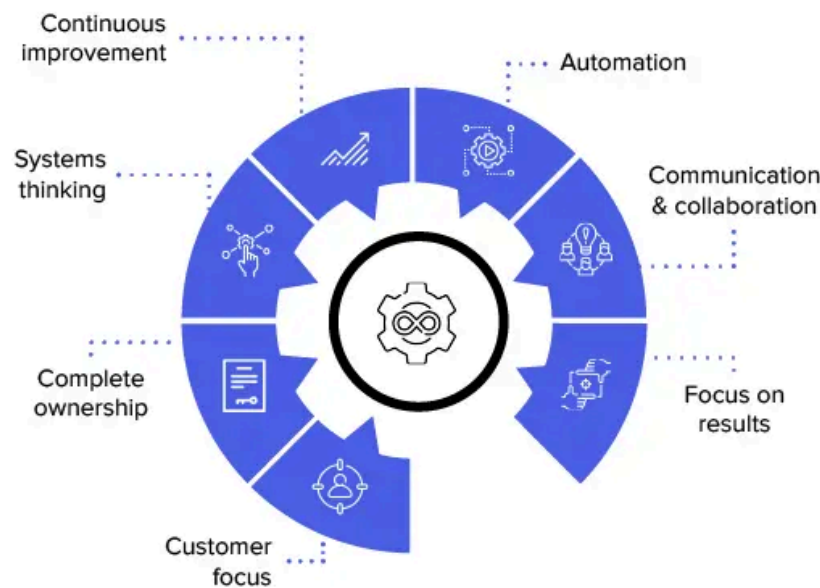 Continuous
improvement
Automation
Systems
thinking
Communication
& collaboration
Complete
ownership
Focus on
results
Customer
focus